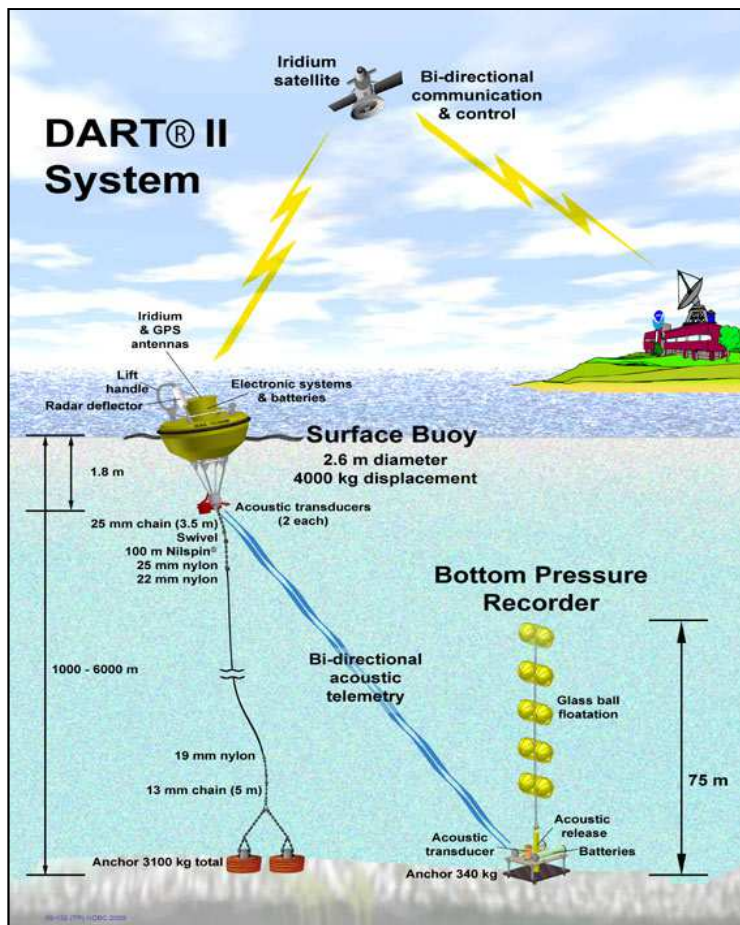 Iridium
satellite
Bi-directional
communication
& control
DART® II
System
Iridium
& GPS
antennas
Lift
handle
Radar deflector
Electronic systems
& batteries
Surface Buoy
2.6 m diameter
4000 kg displacement
1.8 m
Acoustic transducers
(2 each)
25 mm chain (3.5 m)
Swivel
100 m Nilspin®
25 mm nylon
22 mm nylon
Bottom Pressure
Recorder
1000 - 6000 m
Bi-directional
acoustic
telemetry
Glass ball
floatation
75 m
19 mm nylon
13 mm chain (5 m)
Acoustic
release
Acoustic
transducer
Batteries
Anchor 3100 kg total
Anchor 340 kg